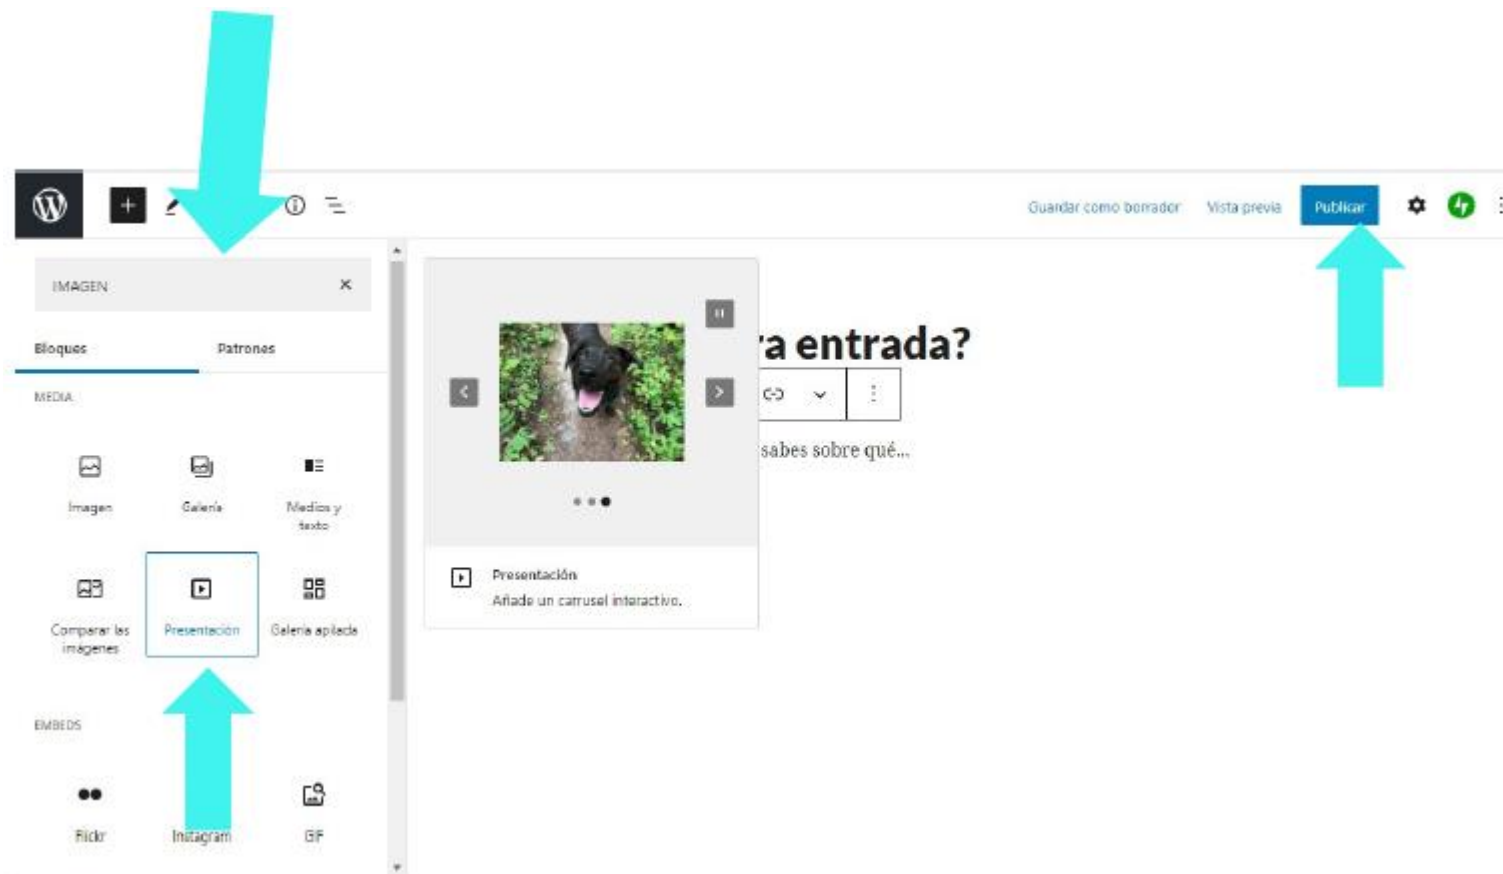 Guardar como borrador Vista previa Publicar
IMAGEN
Bloques Patrones
MEDIA
Imagen Galería Medios y
texto
Comparar las
imágenes
Presentación
Galería apilada
EMBEDS
Flickr Instagram GIF
Presentación
Añade un carrusel interactivo.
ra entrada?
sabes sobre qué...